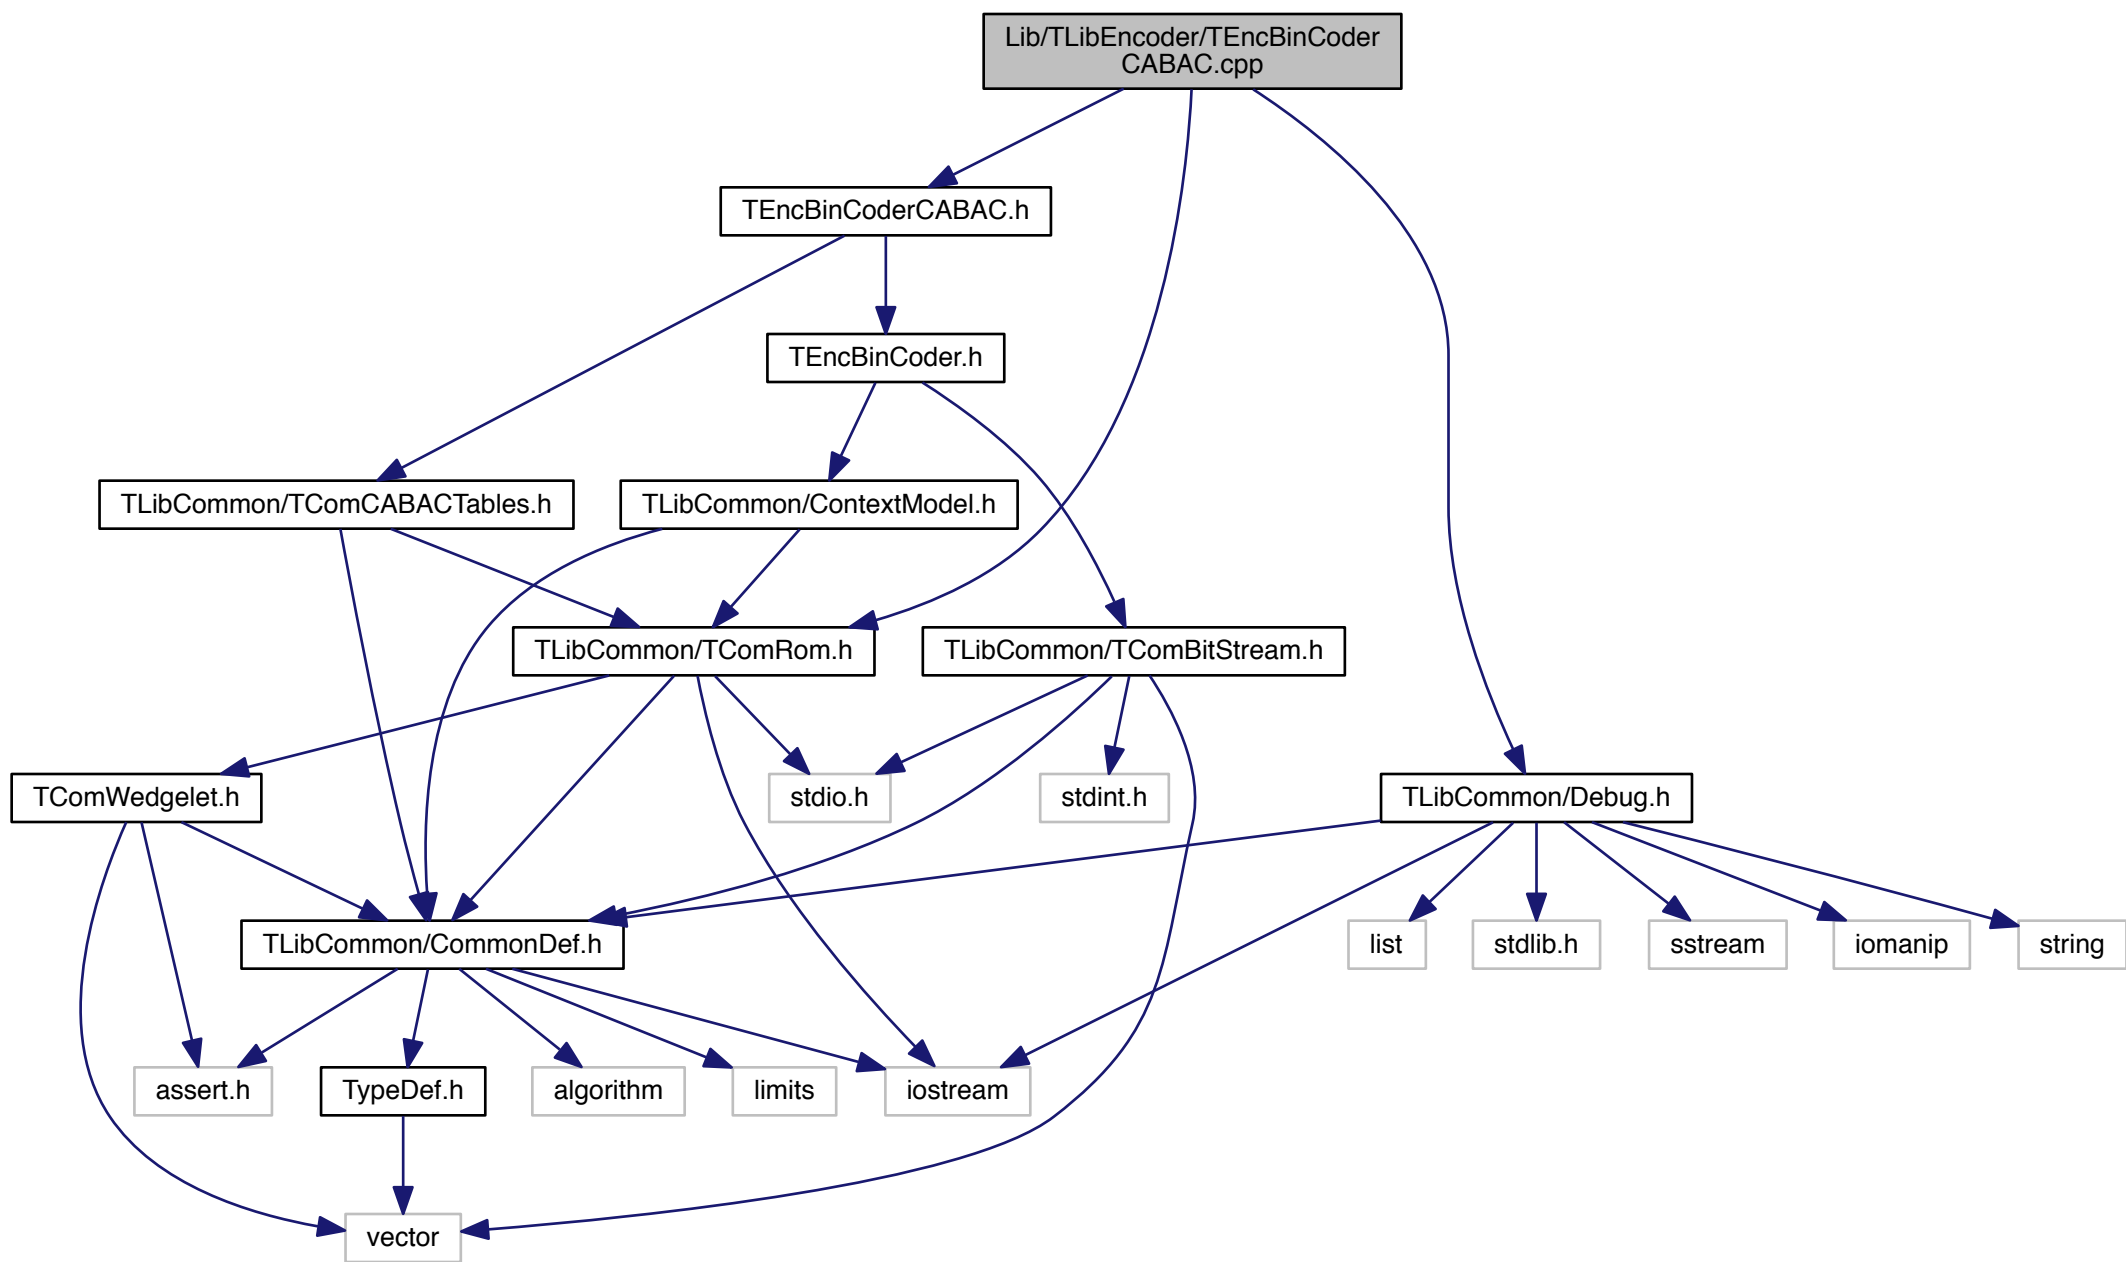 Lib/TLibEncoder/TEncBinCoder
CABAC.cpp
TEncBinCoderCABAC.h
TEncBinCoder.h
TLibCommon/TComCABACTables.h
TLibCommon/ContextModel.h
TLibCommon/TComRom.h
TLibCommon/TComBitStream.h
TComWedgelet.h
stdio.h
stdint.h
TLibCommon/Debug.h
TLibCommon/CommonDef.h
list
stdlib.h
sstream
iomanip
string
assert.h
TypeDef.h
algorithm
limits
iostream
vector